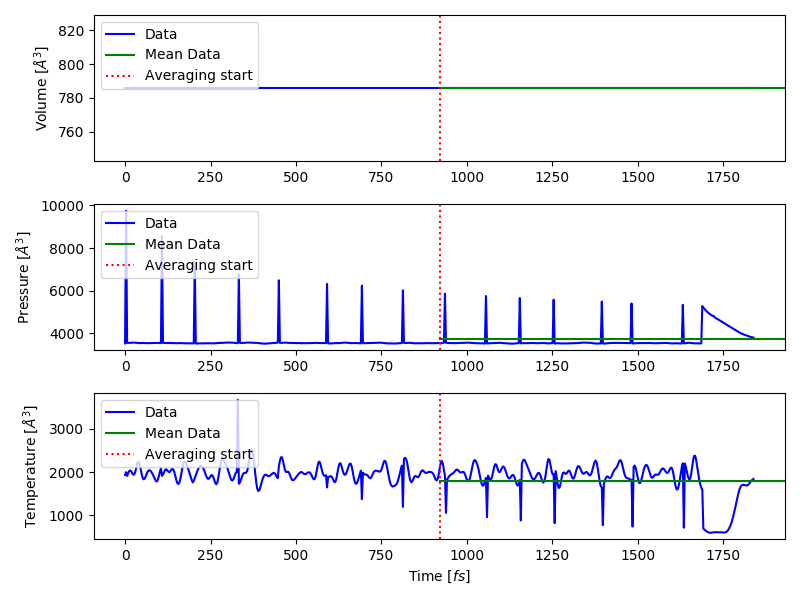 Volume [Å³]
820
800
780
760
Data
Mean Data
Averaging start
0 250 500 750 1000 1250 1500 1750
Pressure [Å³]
10000
8000
6000
4000
Data
Mean Data
Averaging start
0 250 500 750 1000 1250 1500 1750
Temperature [Å³]
3000
2000
1000
Data
Mean Data
Averaging start
0 250 500 750 1000 1250 1500 1750
Time [fs]